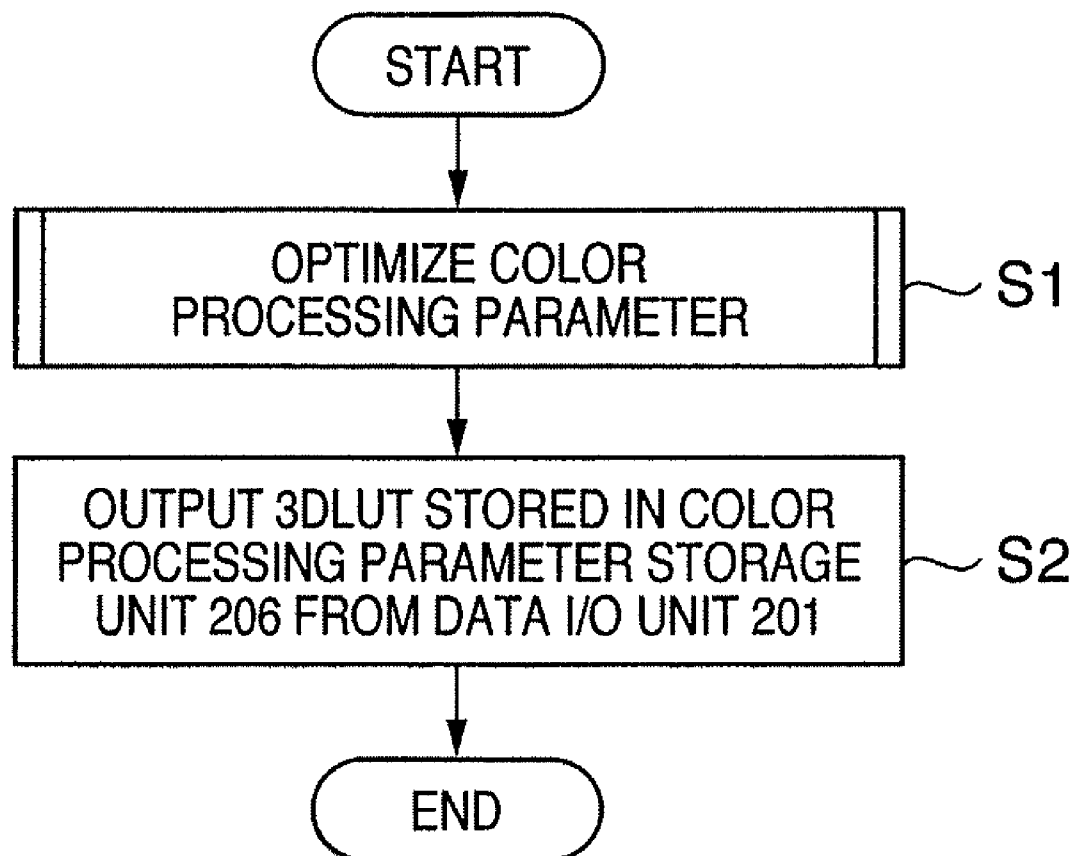 START
OPTIMIZE COLOR
PROCESSING PARAMETER
S1
OUTPUT 3DLUT STORED IN COLOR
PROCESSING PARAMETER STORAGE
UNIT 206 FROM DATA I/O UNIT 201
S2
END